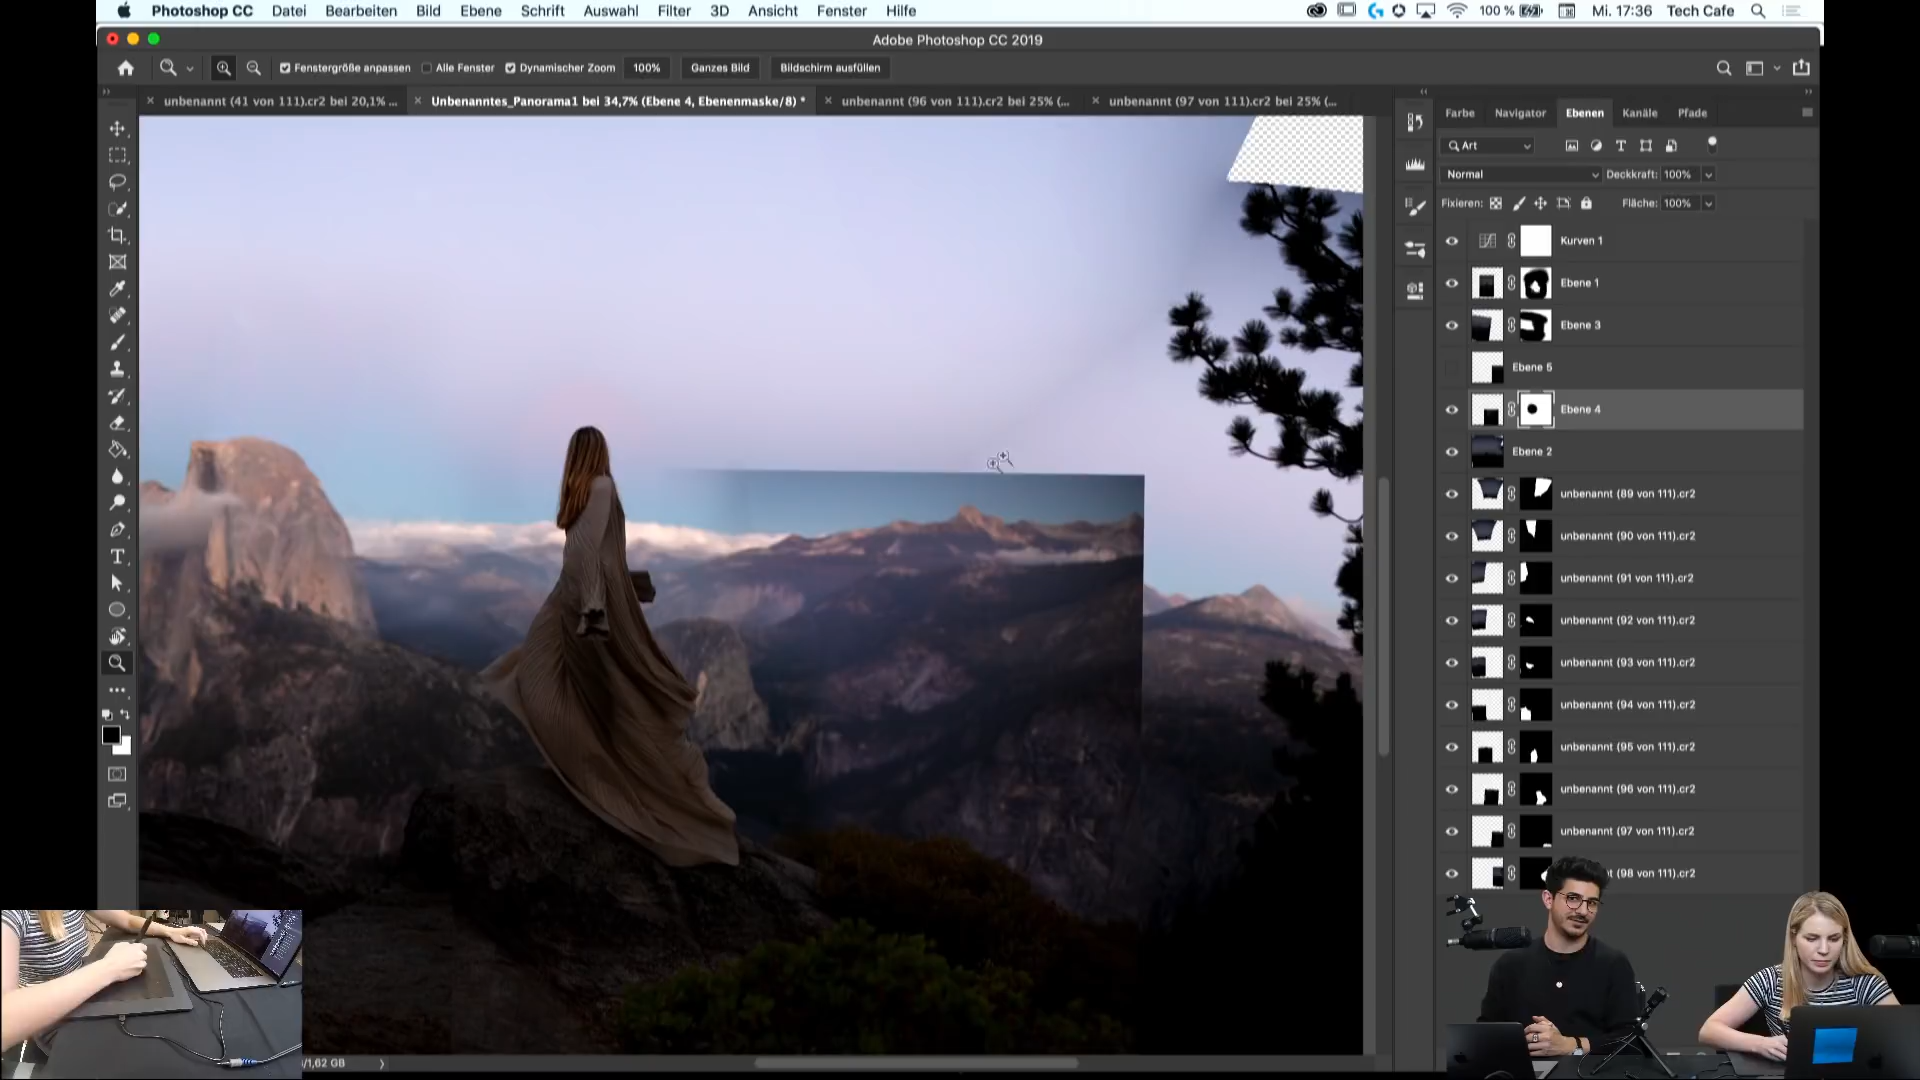 Photoshop CC Datei Bearbeiten Bild Ebene Schrift Auswahl Filter 3D Ansicht Fenster Hilfe 100 % Mi. 17:36 Tech Cafe
Adobe Photoshop CC 2019
Fenstergröße anpassen Alle Fenster Dynamischer Zoom 100% Ganzes Bild Bildschirm ausfüllen
unbenannt (41 von 111).cr2 bei 20,1% ... Unbenanntes_Panorama1 bei 34,7% (Ebene 4, Ebenenmaske/8) * unbenannt (96 von 111).cr2 bei 25% (... unbenannt (97 von 111).cr2 bei 25% (...
Farbe Navigator Ebenen Kanäle Pfade
Art
Normal Deckkraft: 100%
Fixieren: Fläche: 100%
Kurven 1
Ebene 1
Ebene 3
Ebene 5
Ebene 4
Ebene 2
unbenannt (89 von 111).cr2
unbenannt (90 von 111).cr2
unbenannt (91 von 111).cr2
unbenannt (92 von 111).cr2
unbenannt (93 von 111).cr2
unbenannt (94 von 111).cr2
unbenannt (95 von 111).cr2
unbenannt (96 von 111).cr2
unbenannt (97 von 111).cr2
t (98 von 111).cr2
/1,62 GB